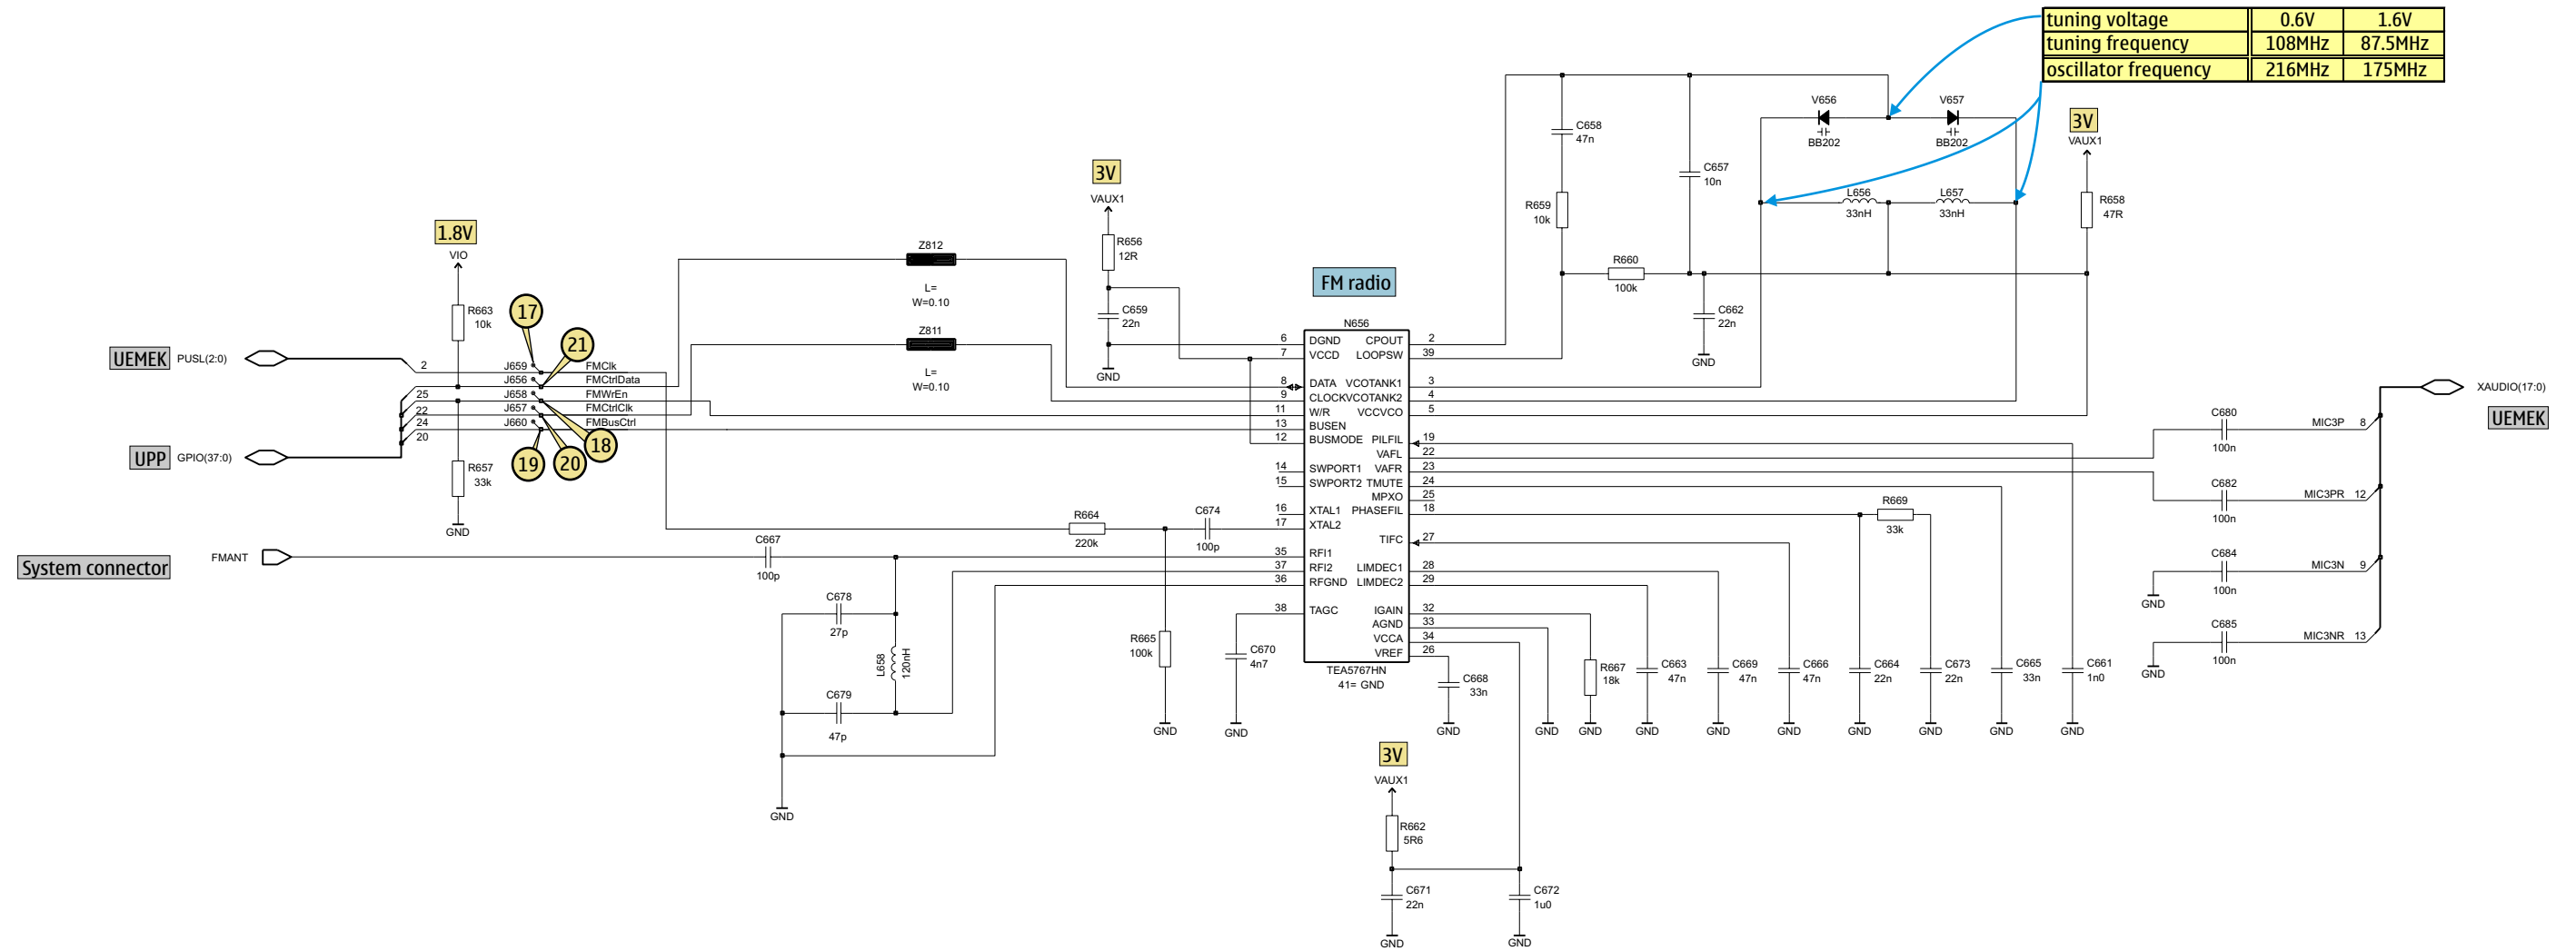 tuning voltage 0.6V 1.6V
tuning frequency 108MHz 87.5MHz
oscillator frequency 216MHz 175MHz
V656
BB202
V657
BB202
3V
VAUX1
C658
47n
C657
10n
R659
10k
L656
33nH
L657
33nH
R658
47R
R660
100k
C662
22n
GND
3V
VAUX1
R656
12R
C659
22n
GND
1.8V
VIO
R663
10k
Z812
L=
W=0.10
Z811
L=
W=0.10
FM radio
N656
17
21
18
19
20
UEMEK PUSL(2:0)
2 J659 FMClk
J656 FMCtrlData
25 J658 FMWrEn
22 J657 FMCtrlClk
24 J660 FMBusCtrl
20
UPP GPIO(37:0)
R657
33k
GND
6 DGND CPOUT 2
7 VCCD LOOPSW 39
8 DATA VCOTANK1 3
9 CLOCK VCOTANK2 4
11 W/R VCCVCO 5
13 BUSEN
12 BUSMODE PILFIL 19
VAFL 22
14 SWPORT1 VAFR 23
15 SWPORT2 TMUTE 24
MPXO 25
16 XTAL1 PHASEFIL 18
17 XTAL2
TIFC 27
35 RFI1
37 RFI2 LIMDEC1 28
36 RFGND LIMDEC2 29
38 TAGC IGAIN 32
AGND 33
VCCA 34
VREF 26
TEA5767HN
41= GND
XAUDIO(17:0)
UEMEK
C680
100n
MIC3P 8
C682
100n
MIC3PR 12
C684
100n
MIC3N 9
GND
C685
100n
MIC3NR 13
GND
R669
33k
R664
220k
C674
100p
System connector FMANT
C667
100p
C678
27p
L658
120nH
C679
47p
GND
R665
100k
GND
C670
4n7
GND
C668
33n
GND
GND
R667
18k
GND
C663
47n
GND
C669
47n
GND
C666
47n
GND
C664
22n
GND
C673
22n
GND
C665
33n
GND
C661
1n0
GND
3V
VAUX1
R662
5R6
C671
22n
GND
C672
1u0
GND